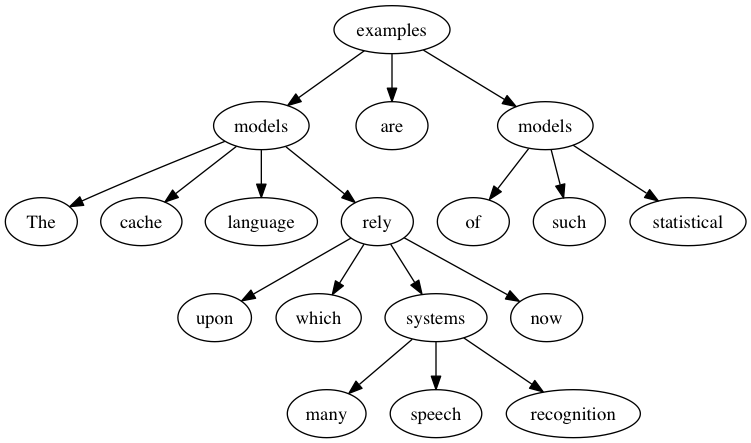 examples
models are models
The cache language rely of such statistical
upon which systems now
many speech recognition